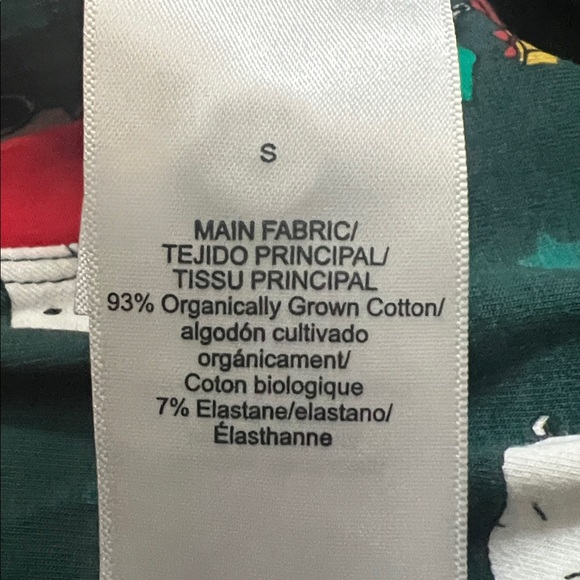 S
MAIN FABRIC/
TEJIDO PRINCIPAL/
TISSU PRINCIPAL
93% Organically Grown Cotton/
algodón cultivado
orgánicament/
Coton biologique
7% Elastane/elastano/
Élasthanne